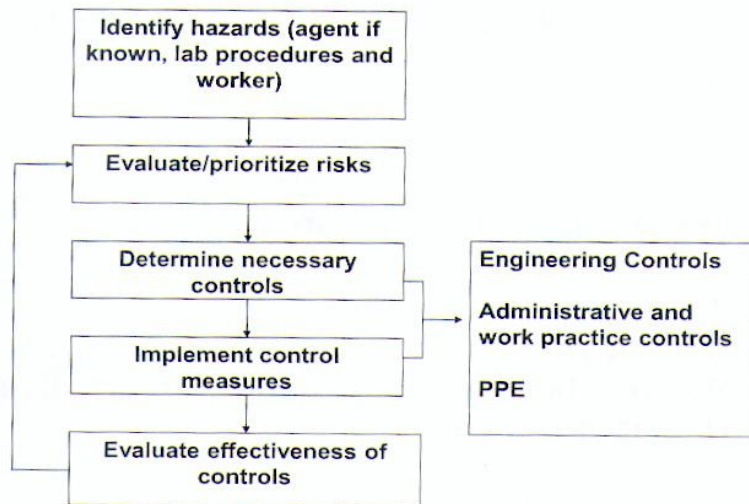 Identify hazards (agent if
known, lab procedures and
worker)
Evaluate/prioritize risks
Determine necessary
controls
Implement control
measures
Evaluate effectiveness of
controls
Engineering Controls
Administrative and
work practice controls
PPE